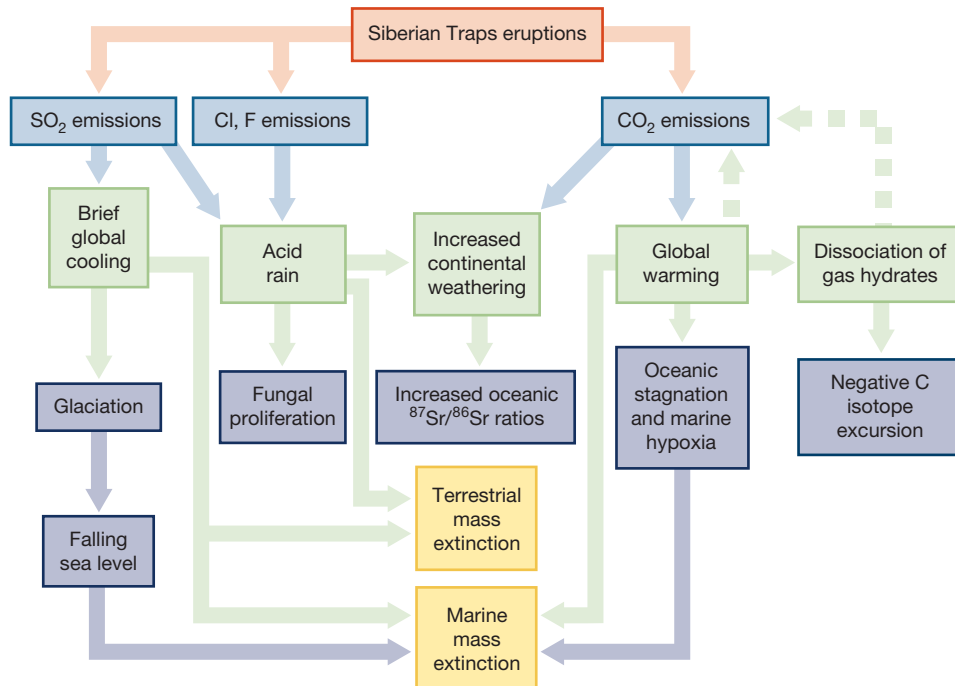 Siberian Traps eruptions
SO₂ emissions
Cl, F emissions
CO₂ emissions
Brief
global
cooling
Acid
rain
Increased
continental
weathering
Global
warming
Dissociation of
gas hydrates
Glaciation
Fungal
proliferation
Increased oceanic
⁸⁷Sr/⁸⁶Sr ratios
Oceanic
stagnation
and marine
hypoxia
Negative C
isotope
excursion
Terrestrial
mass
extinction
Falling
sea level
Marine
mass
extinction